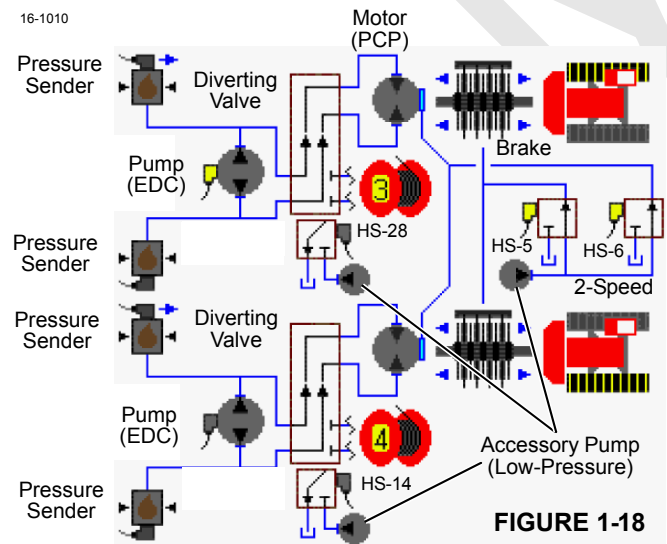 16-1010
Motor
(PCP)
Pressure
Sender
Diverting
Valve
Brake
Pump
(EDC)
3
HS-28
HS-5
HS-6
Pressure
Sender
2-Speed
Pressure
Sender
Diverting
Valve
Pump
(EDC)
4
Accessory Pump
(Low-Pressure)
HS-14
Pressure
Sender
FIGURE 1-18